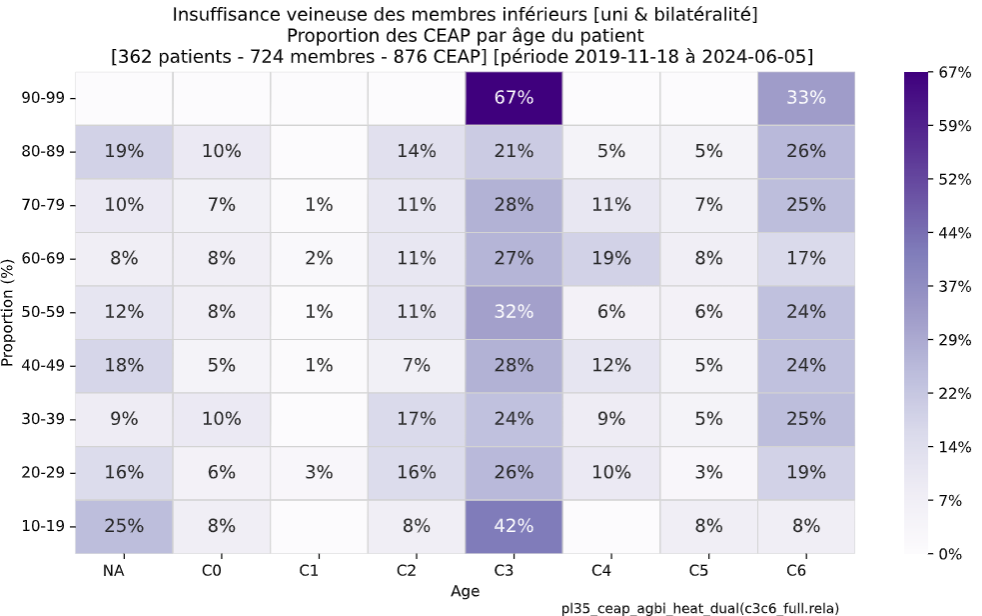 Insuffisance veineuse des membres inférieurs [uni & bilatéralité]
Proportion des CEAP par âge du patient
[362 patients - 724 membres - 876 CEAP] [période 2019-11-18 à 2024-06-05]
90-99 67% 33%
80-89 19% 10% 14% 21% 5% 5% 26%
70-79 10% 7% 1% 11% 28% 11% 7% 25%
60-69 8% 8% 2% 11% 27% 19% 8% 17%
50-59 12% 8% 1% 11% 32% 6% 6% 24%
40-49 18% 5% 1% 7% 28% 12% 5% 24%
30-39 9% 10% 17% 24% 9% 5% 25%
20-29 16% 6% 3% 16% 26% 10% 3% 19%
10-19 25% 8% 8% 42% 8% 8%
NA C0 C1 C2 C3 C4 C5 C6
Age
Proportion (%)
67%
59%
52%
44%
37%
29%
22%
14%
7%
0%
pl35_ceap_agbi_heat_dual(c3c6_full.rela)